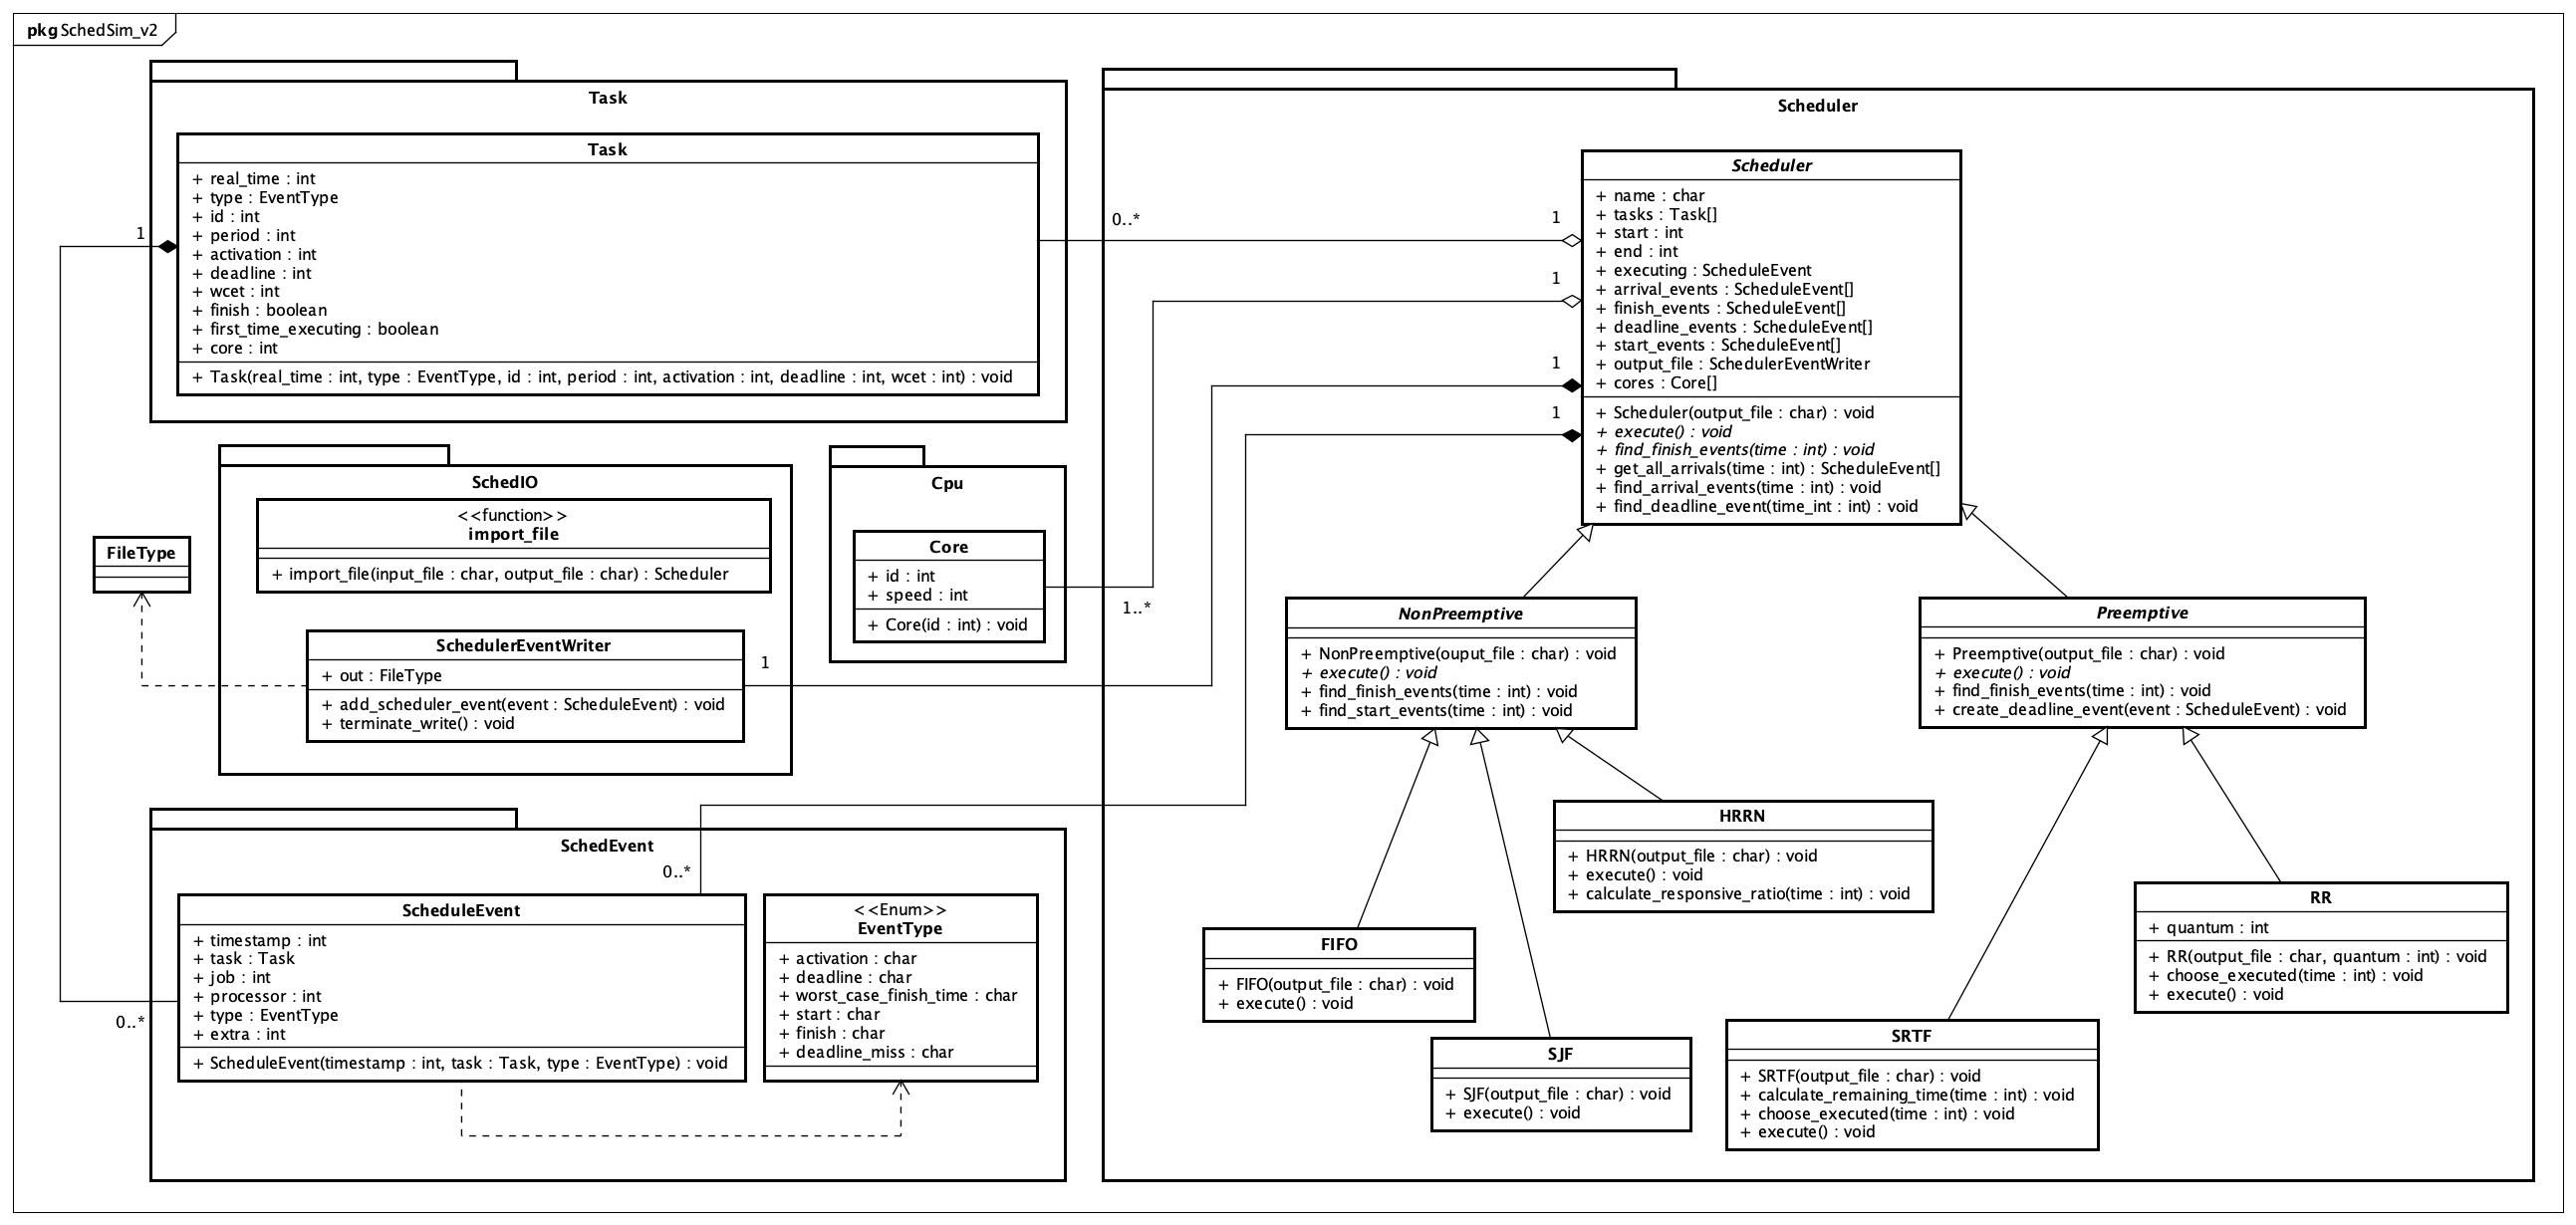 pkg SchedSim_v2
Task
Task
+ real_time : int
+ type : EventType
+ id : int
+ period : int
+ activation : int
+ deadline : int
+ wcet : int
+ finish : boolean
+ first_time_executing : boolean
+ core : int
+ Task(real_time : int, type : EventType, id : int, period : int, activation : int, deadline : int, wcet : int) : void
1
0..*
SchedIO
<<function>>
import_file
+ import_file(input_file : char, output_file : char) : Scheduler
SchedulerEventWriter
+ out : FileType
+ add_scheduler_event(event : ScheduleEvent) : void
+ terminate_write() : void
1
FileType
Cpu
Core
+ id : int
+ speed : int
+ Core(id : int) : void
1..*
SchedEvent
0..*
ScheduleEvent
+ timestamp : int
+ task : Task
+ job : int
+ processor : int
+ type : EventType
+ extra : int
+ ScheduleEvent(timestamp : int, task : Task, type : EventType) : void
0..*
<<Enum>>
EventType
+ activation : char
+ deadline : char
+ worst_case_finish_time : char
+ start : char
+ finish : char
+ deadline_miss : char
Scheduler
1
1
1
1
Scheduler
+ name : char
+ tasks : Task[]
+ start : int
+ end : int
+ executing : ScheduleEvent
+ arrival_events : ScheduleEvent[]
+ finish_events : ScheduleEvent[]
+ deadline_events : ScheduleEvent[]
+ start_events : ScheduleEvent[]
+ output_file : SchedulerEventWriter
+ cores : Core[]
+ Scheduler(output_file : char) : void
+ execute() : void
+ find_finish_events(time : int) : void
+ get_all_arrivals(time : int) : ScheduleEvent[]
+ find_arrival_events(time : int) : void
+ find_deadline_event(time_int : int) : void
NonPreemptive
+ NonPreemptive(ouput_file : char) : void
+ execute() : void
+ find_finish_events(time : int) : void
+ find_start_events(time : int) : void
Preemptive
+ Preemptive(output_file : char) : void
+ execute() : void
+ find_finish_events(time : int) : void
+ create_deadline_event(event : ScheduleEvent) : void
HRRN
+ HRRN(output_file : char) : void
+ execute() : void
+ calculate_responsive_ratio(time : int) : void
FIFO
+ FIFO(output_file : char) : void
+ execute() : void
SJF
+ SJF(output_file : char) : void
+ execute() : void
RR
+ quantum : int
+ RR(output_file : char, quantum : int) : void
+ choose_executed(time : int) : void
+ execute() : void
SRTF
+ SRTF(output_file : char) : void
+ calculate_remaining_time(time : int) : void
+ choose_executed(time : int) : void
+ execute() : void